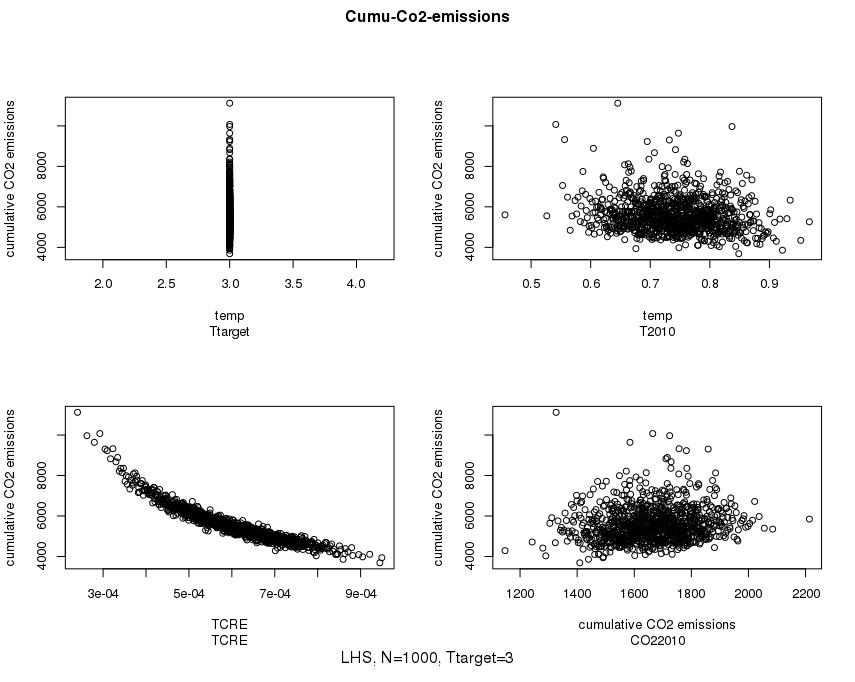 Cumu-Co2-emissions
cumulative CO2 emissions
4000 6000 8000
2.0 2.5 3.0 3.5 4.0
temp
Ttarget
cumulative CO2 emissions
4000 6000 8000
0.5 0.6 0.7 0.8 0.9
temp
T2010
cumulative CO2 emissions
4000 6000 8000
3e-04 5e-04 7e-04 9e-04
TCRE
TCRE
cumulative CO2 emissions
4000 6000 8000
1200 1400 1600 1800 2000 2200
cumulative CO2 emissions
CO22010
LHS, N=1000, Ttarget=3